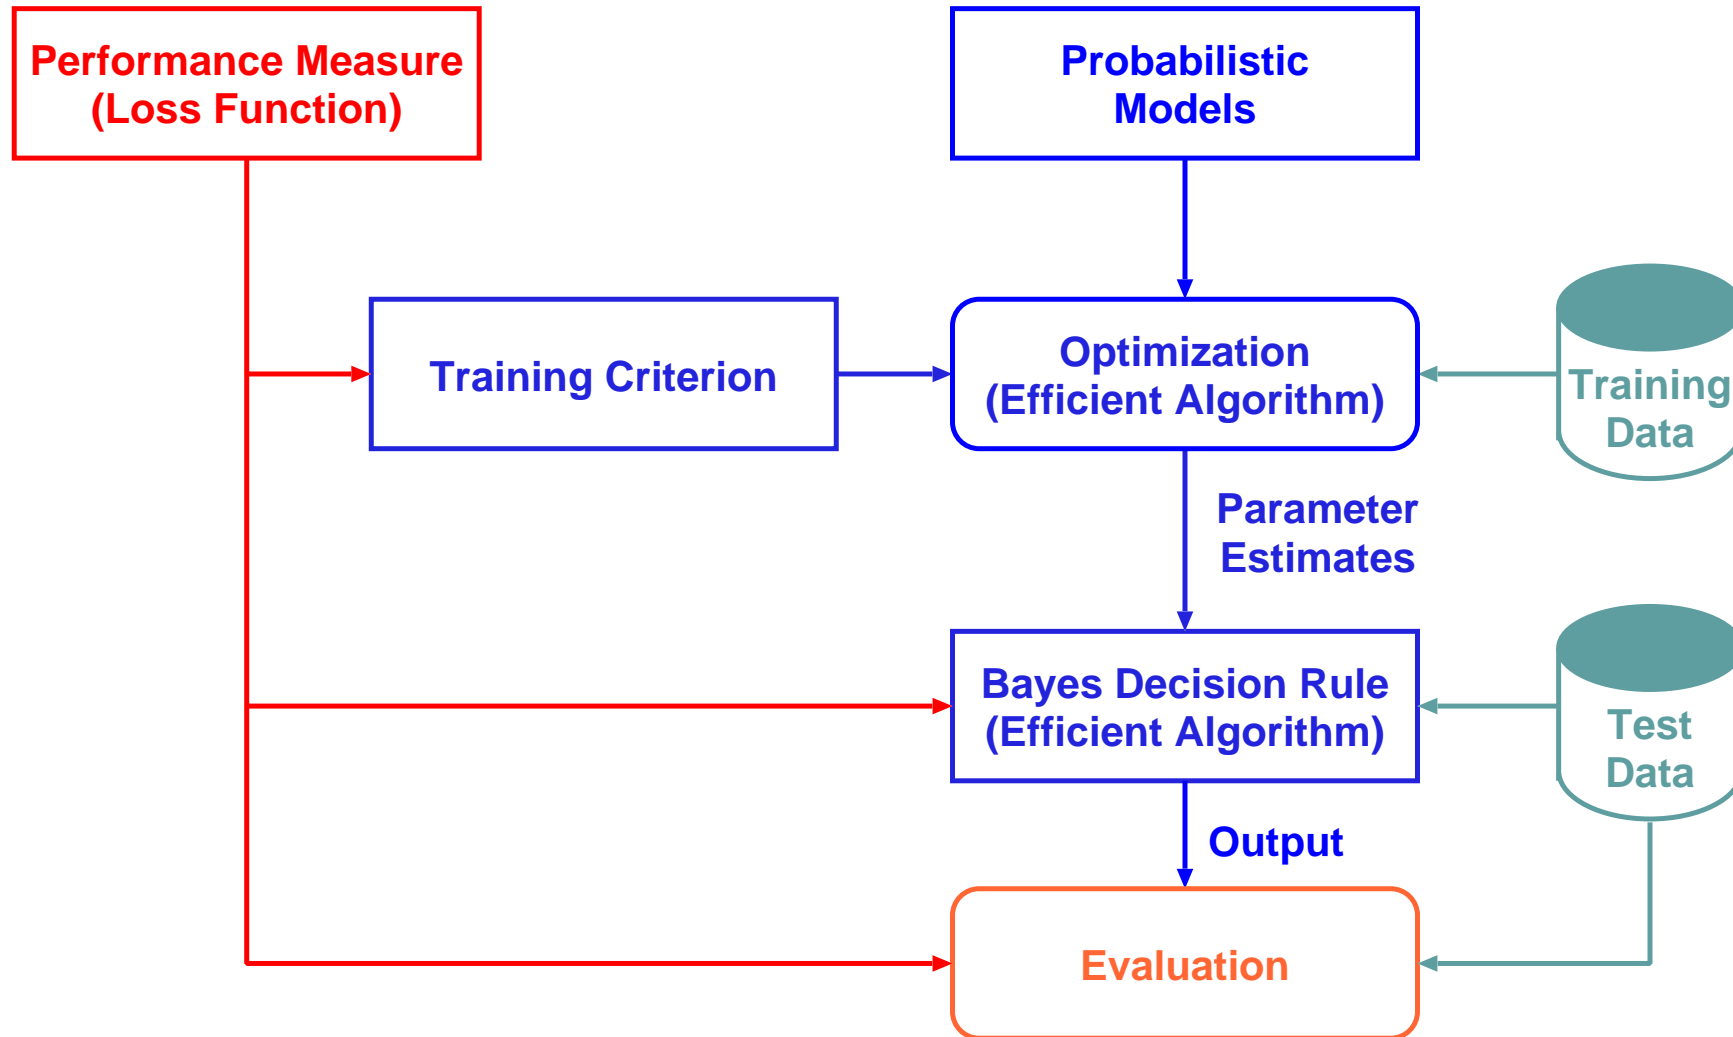 Performance Measure
(Loss Function)
Probabilistic
Models
Training Criterion
Optimization
(Efficient Algorithm)
Training
Data
Parameter
Estimates
Bayes Decision Rule
(Efficient Algorithm)
Test
Data
Output
Evaluation